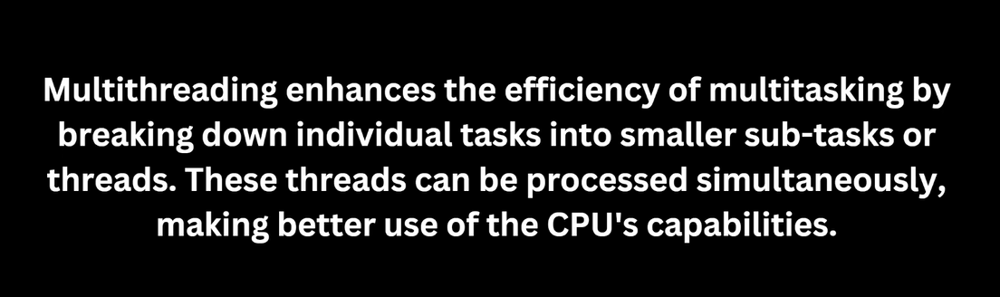 Multithreading enhances the efficiency of multitasking by
breaking down individual tasks into smaller sub-tasks or
threads. These threads can be processed simultaneously,
making better use of the CPU's capabilities.